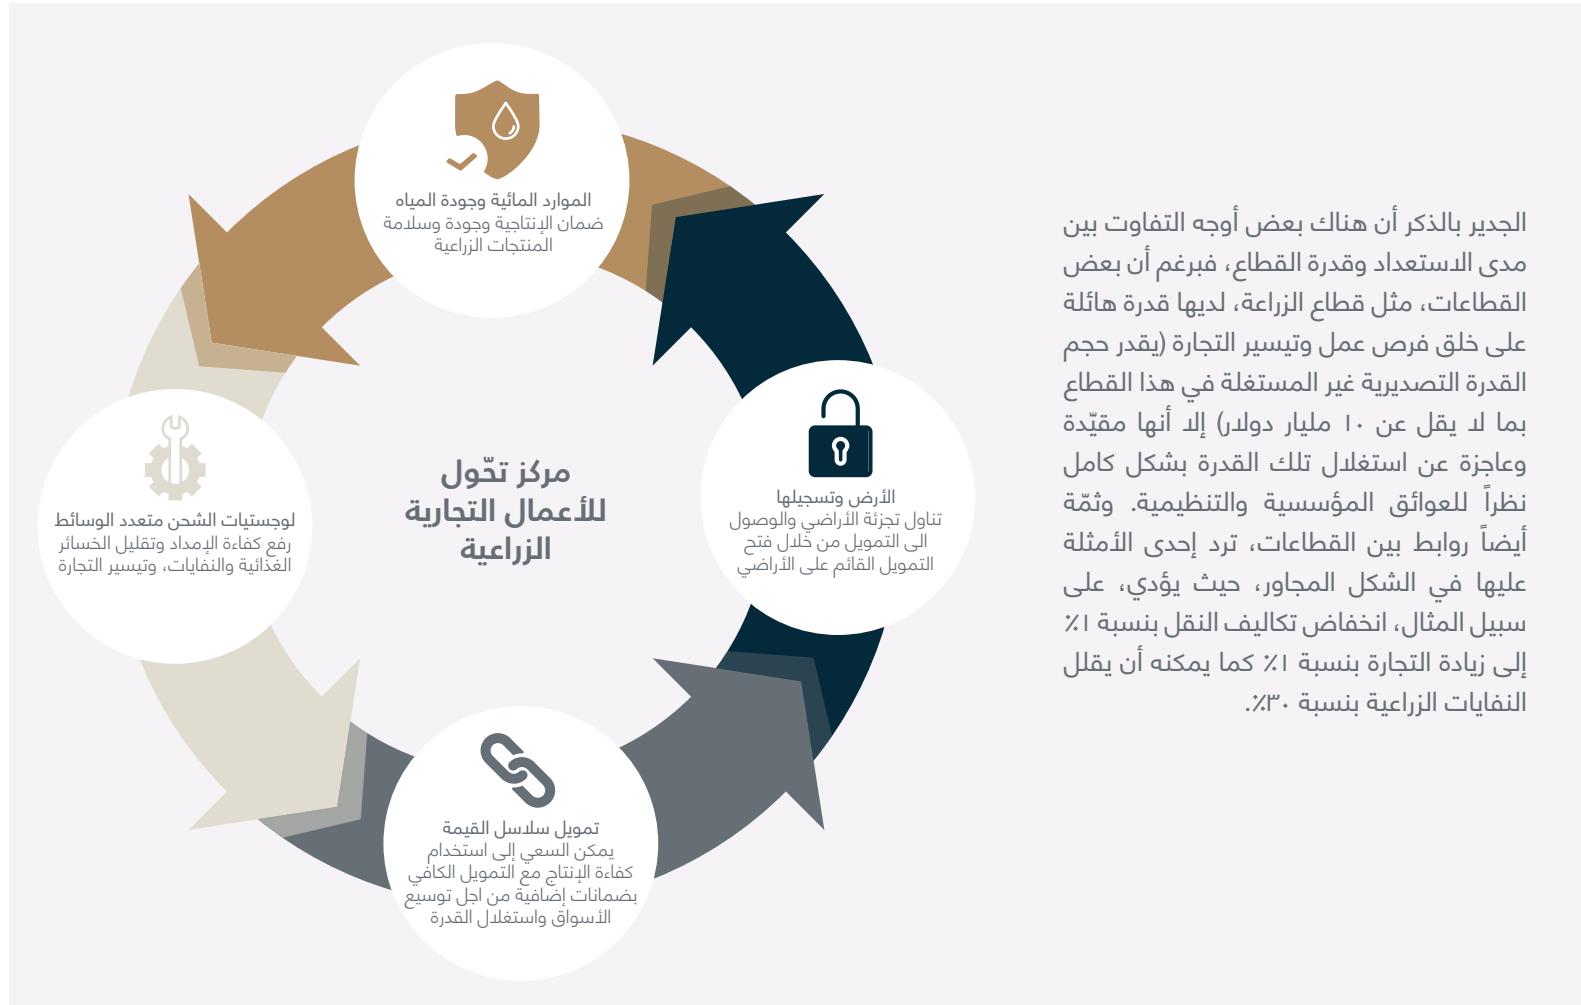 الجدير بالذكر أن هناك بعض أوجه التفاوت بين
مدى الاستعداد وقدرة القطاع، فبرغم أن بعض
القطاعات، مثل قطاع الزراعة، لديها قدرة هائلة
على خلق فرص عمل وتيسير التجارة (يقدر حجم
القدرة التصديرية غير المستغلة في هذا القطاع
بما لا يقل عن ١٠ مليار دولار) إلا أنها مقيّدة
وعاجزة عن استغلال تلك القدرة بشكل كامل
نظراً للعوائق المؤسسية والتنظيمية. وثمّة
أيضاً روابط بين القطاعات، ترد إحدى الأمثلة
عليها في الشكل المجاور، حيث يؤدي، على
سبيل المثال، انخفاض تكاليف النقل بنسبة ١٪
إلى زيادة التجارة بنسبة ١٪ كما يمكنه أن يقلل
النفايات الزراعية بنسبة ٣٠٪.
الموارد المائية وجودة المياه
ضمان الإنتاجية وجودة وسلامة
المنتجات الزراعية
الأرض وتسجيلها
تناول تجزئة الأراضي والوصول
الى التمويل من خلال فتح
التمويل القائم على الأراضي
مركز تحّول
للأعمال التجارية
الزراعية
لوجستيات الشحن متعدد الوسائط
رفع كفاءة الإمداد وتقليل الخسائر
الغذائية والنفايات، وتيسير التجارة
تمويل سلاسل القيمة
يمكن السعي إلى استخدام
كفاءة الإنتاج مع التمويل الكافي
بضمانات إضافية من اجل توسيع
الأسواق واستغلال القدرة